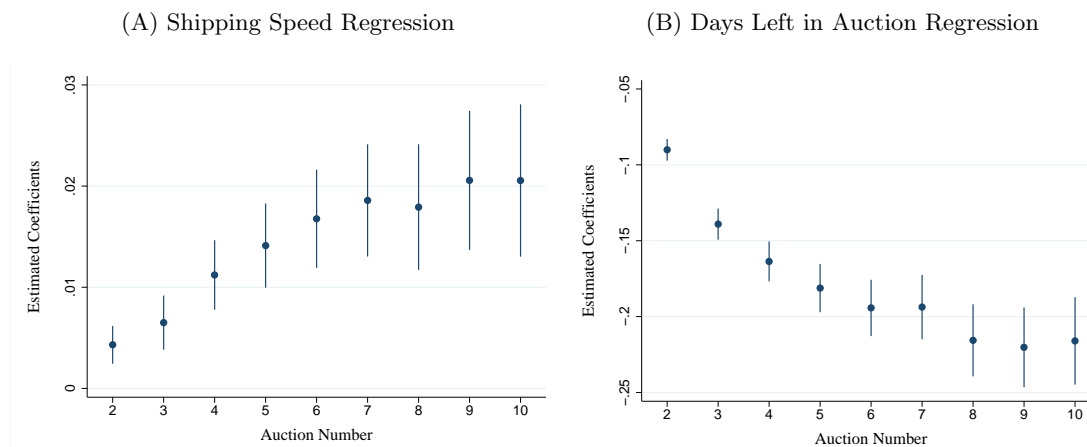 (A) Shipping Speed Regression
Estimated Coefficients
.03
.02
.01
0
2 3 4 5 6 7 8 9 10
Auction Number
(B) Days Left in Auction Regression
Estimated Coefficients
-.05
-.1
-.15
-.2
-.25
2 3 4 5 6 7 8 9 10
Auction Number